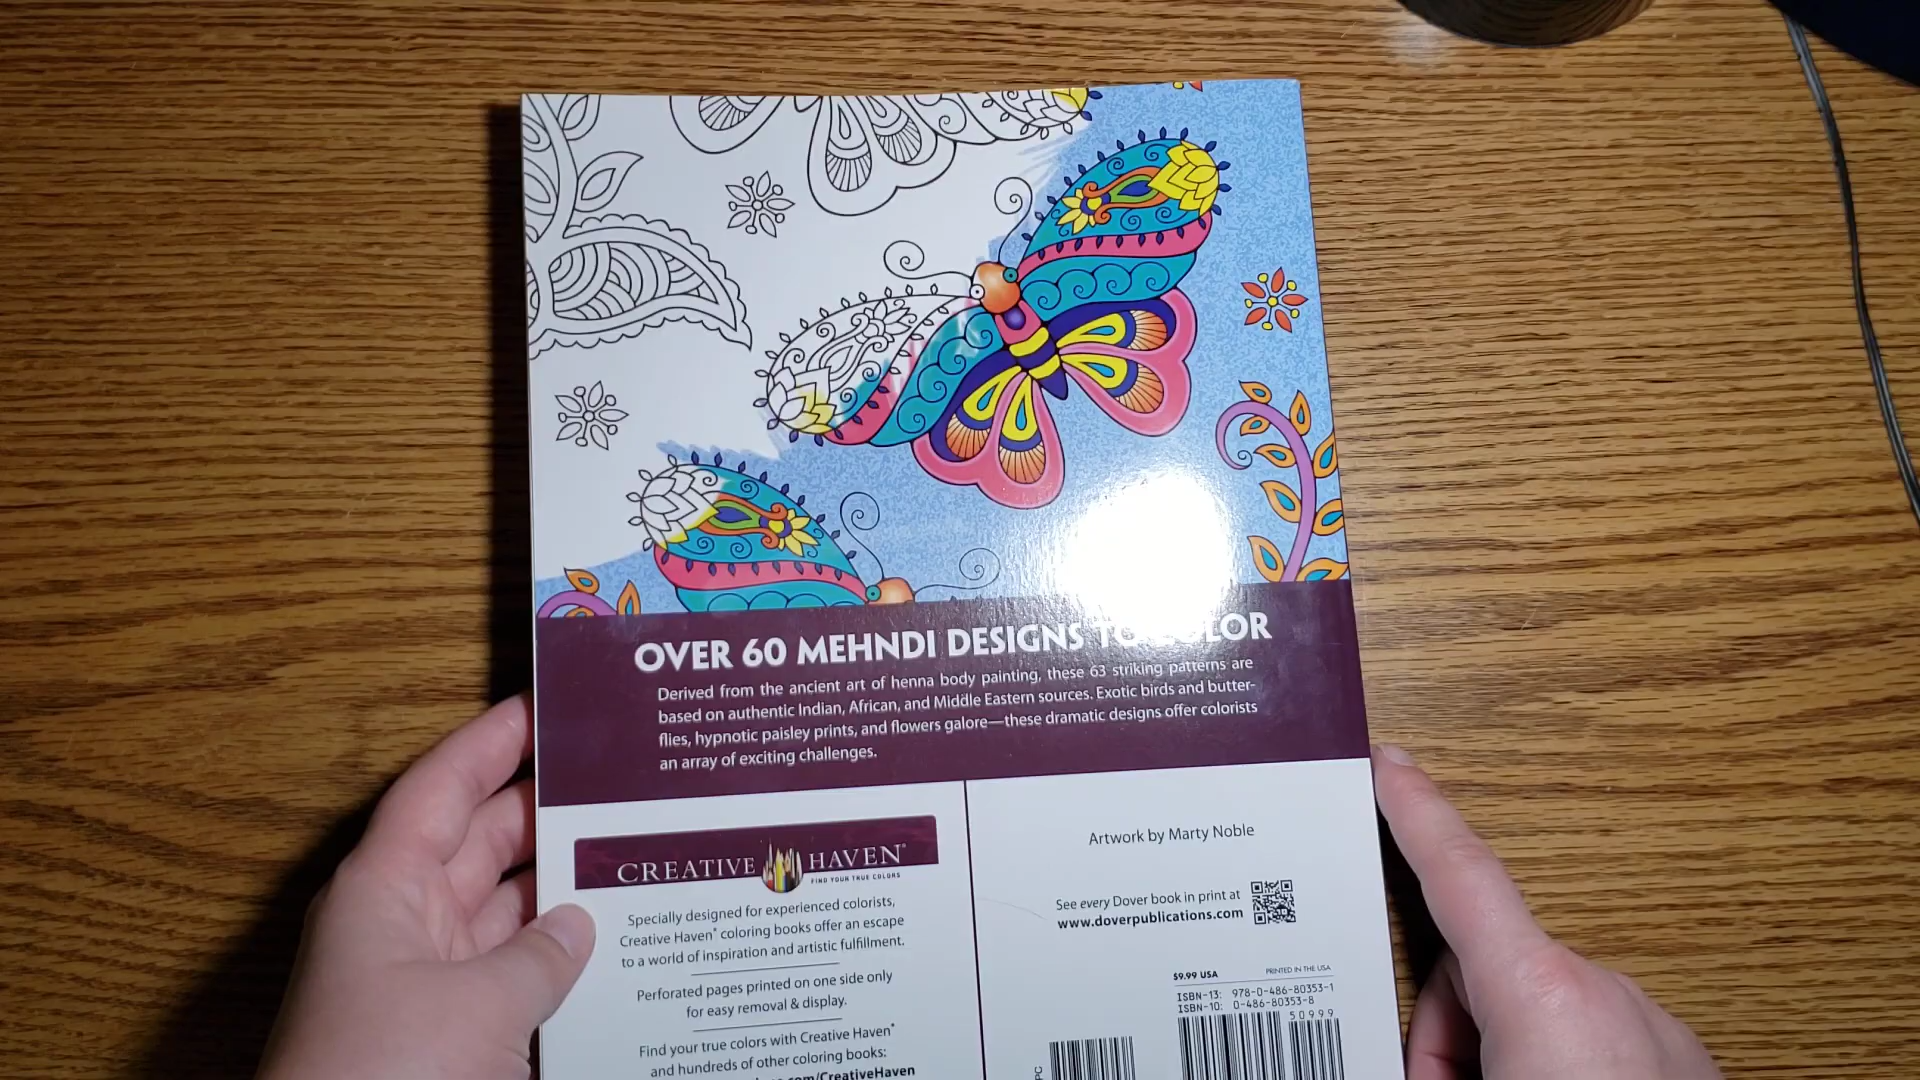 OVER 60 MEHNDI DESIGNS TO COLOR
Derived from the ancient art of henna body painting, these 63 striking patterns are
based on authentic Indian, African, and Middle Eastern sources. Exotic birds and butter-
flies, hypnotic paisley prints, and flowers galore—these dramatic designs offer colorists
an array of exciting challenges.
CREATIVE HAVEN®
FIND YOUR TRUE COLORS
Specially designed for experienced colorists,
Creative Haven® coloring books offer an escape
to a world of inspiration and artistic fulfillment.
Perforated pages printed on one side only
for easy removal & display.
Find your true colors with Creative Haven®
and hundreds of other coloring books:
com/CreativeHaven
Artwork by Marty Noble
See every Dover book in print at
www.doverpublications.com
$9.99 USA PRINTED IN THE USA
ISBN-13: 978-0-486-80353-1
ISBN-10: 0-486-80353-8
50999